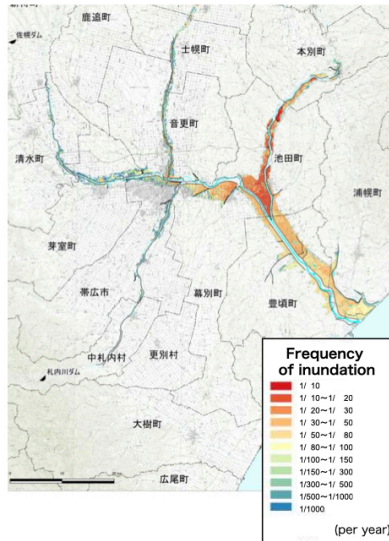 鹿追町
佐幌ダム
士幌町
本別町
音更町
清水町
池田町
浦幌町
芽室町
帯広市
幕別町
豊頃町
中札内村
更別村
札内川ダム
大樹町
広尾町
Frequency
of inundation
1/ 10
1/ 10~1/ 20
1/ 20~1/ 30
1/ 30~1/ 50
1/ 50~1/ 80
1/ 80~1/ 100
1/100~1/ 150
1/150~1/ 300
1/300~1/ 500
1/500~1/1000
1/1000
(per year)